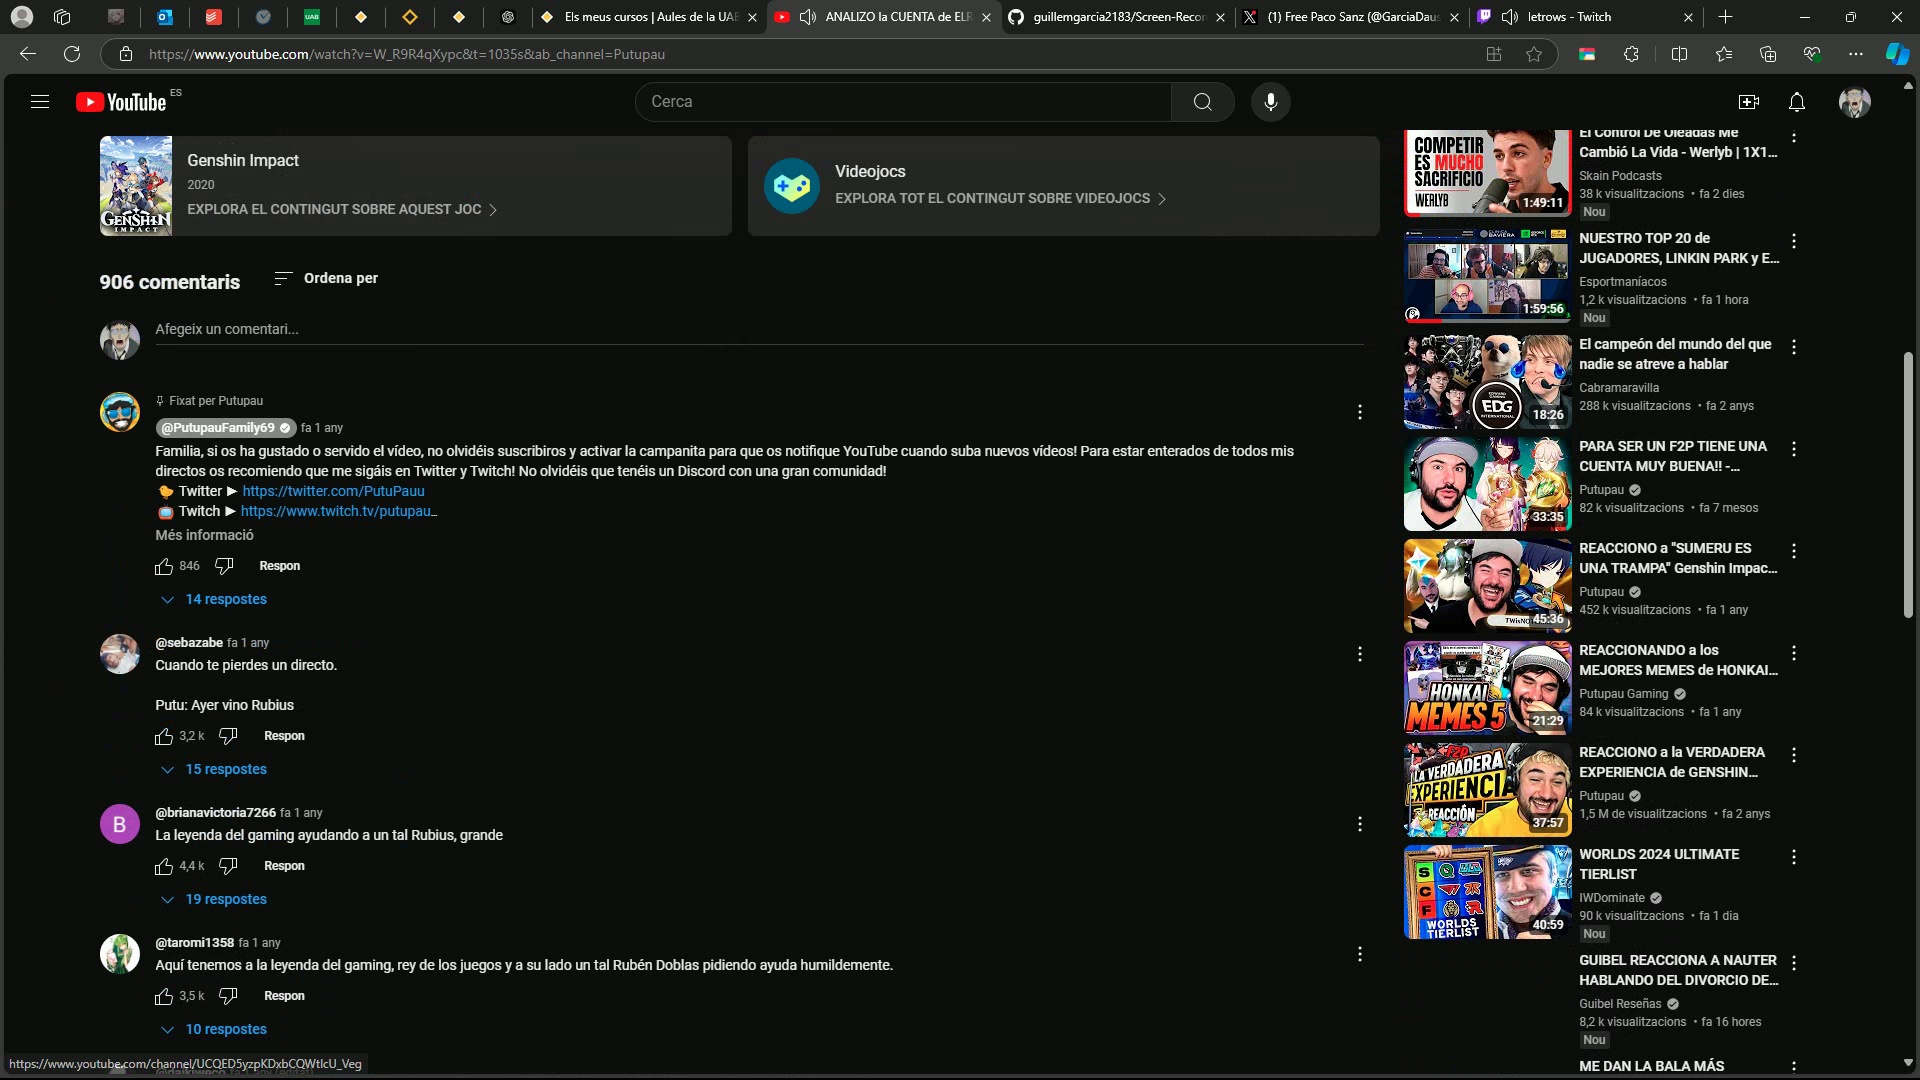 UAB
Els meus cursos | Aules de la UAB
ANALIZO la CUENTA de ELR
guillemgarcia2183/Screen-Recor
(1) Free Paco Sanz (@GarciaDaus
letrows - Twitch
https://www.youtube.com/watch?v=W_R9R4qXypc&t=1035s&ab_channel=Putupau
YouTube
ES
Cerca
GENSHIN
IMPACT
Genshin Impact
2020
EXPLORA EL CONTINGUT SOBRE AQUEST JOC
Videojocs
EXPLORA TOT EL CONTINGUT SOBRE VIDEOJOCS
906 comentaris
Ordena per
Afegeix un comentari...
Fixat per Putupau
@PutupauFamily69 fa 1 any
Familia, si os ha gustado o servido el vídeo, no olvidéis suscribiros y activar la campanita para que os notifique YouTube cuando suba nuevos vídeos! Para estar enterados de todos mis
directos os recomiendo que me sigáis en Twitter y Twitch! No olvidéis que tenéis un Discord con una gran comunidad!
Twitter ► https://twitter.com/PutuPauu
Twitch ► https://www.twitch.tv/putupau_
Més informació
846
Respon
14 respostes
@sebazabe fa 1 any
Cuando te pierdes un directo.
Putu: Ayer vino Rubius
3,2 k
Respon
15 respostes
B
@brianavictoria7266 fa 1 any
La leyenda del gaming ayudando a un tal Rubius, grande
4,4 k
Respon
19 respostes
@taromi1358 fa 1 any
Aquí tenemos a la leyenda del gaming, rey de los juegos y a su lado un tal Rubén Doblas pidiendo ayuda humildemente.
3,5 k
Respon
10 respostes
https://www.youtube.com/channel/UCQED5yzpKDxbCQWtlcU_Veg
COMPETIR
ES MUCHO
SACRIFICIO
WERLYB
1:49:11
El Control De Oleadas Me
Cambió La Vida - Werlyb | 1X1...
Skain Podcasts
38 k visualitzacions • fa 2 dies
Nou
1:59:56
NUESTRO TOP 20 de
JUGADORES, LINKIN PARK y E...
Esportmaníacos
1,2 k visualitzacions • fa 1 hora
Nou
EDG
INTERNATIONAL
18:26
El campeón del mundo del que
nadie se atreve a hablar
Cabramaravilla
288 k visualitzacions • fa 2 anys
33:35
PARA SER UN F2P TIENE UNA
CUENTA MUY BUENA!! -...
Putupau
82 k visualitzacions • fa 7 mesos
45:36
REACCIONO a "SUMERU ES
UNA TRAMPA" Genshin Impac...
Putupau
452 k visualitzacions • fa 1 any
HONKAI
MEMES 5
21:29
REACCIONANDO a los
MEJORES MEMES de HONKAI...
Putupau Gaming
84 k visualitzacions • fa 1 any
F2P
LA VERDADERA
EXPERIENCIA
REACCIÓN
37:57
REACCIONO a la VERDADERA
EXPERIENCIA de GENSHIN...
Putupau
1,5 M de visualitzacions • fa 2 anys
S
C
F
WORLDS
TIERLIST
40:59
WORLDS 2024 ULTIMATE
TIERLIST
IWDominate
90 k visualitzacions • fa 1 dia
Nou
GUIBEL REACCIONA A NAUTER
HABLANDO DEL DIVORCIO DE...
Guibel Reseñas
8,2 k visualitzacions • fa 16 hores
Nou
ME DAN LA BALA MÁS